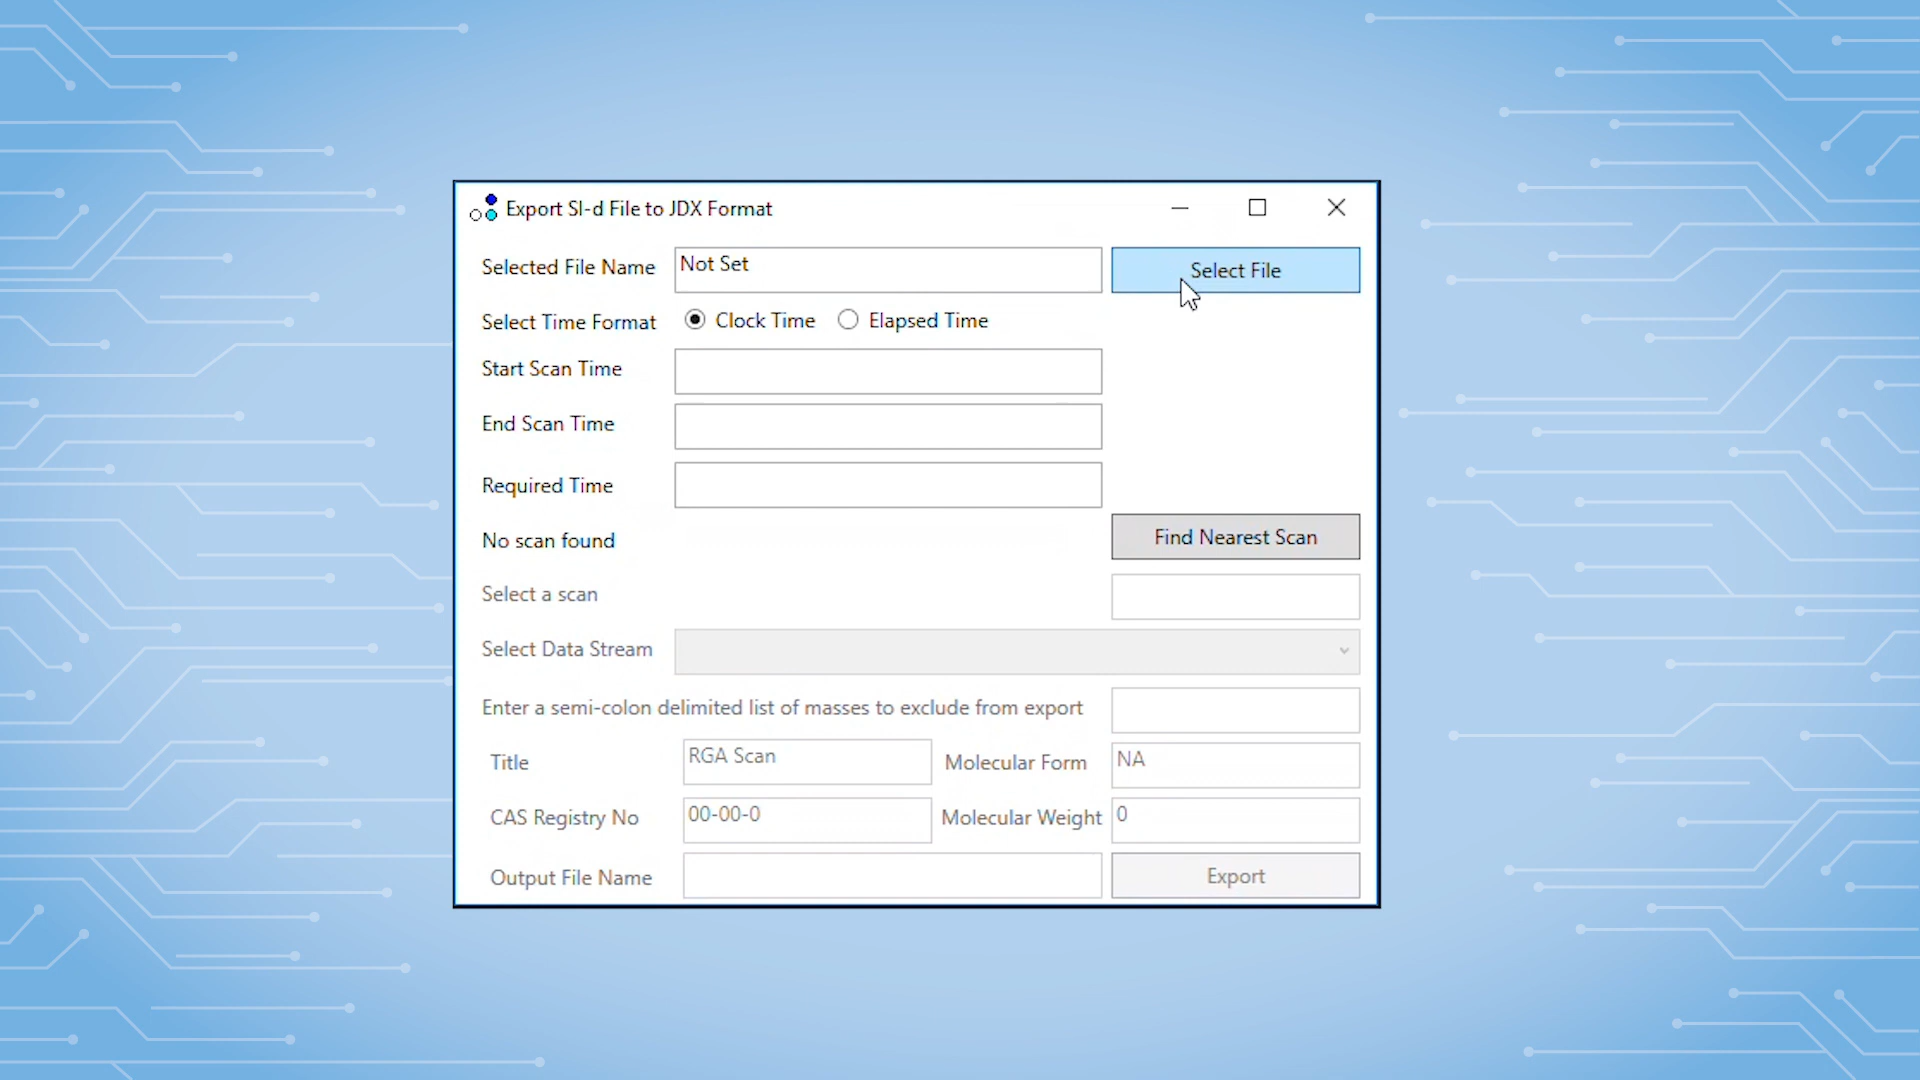 Export SI-d File to JDX Format
Selected File Name Not Set Select File
Select Time Format Clock Time Elapsed Time
Start Scan Time
End Scan Time
Required Time
No scan found Find Nearest Scan
Select a scan
Select Data Stream
Enter a semi-colon delimited list of masses to exclude from export
Title RGA Scan Molecular Form NA
CAS Registry No 00-00-0 Molecular Weight 0
Output File Name Export